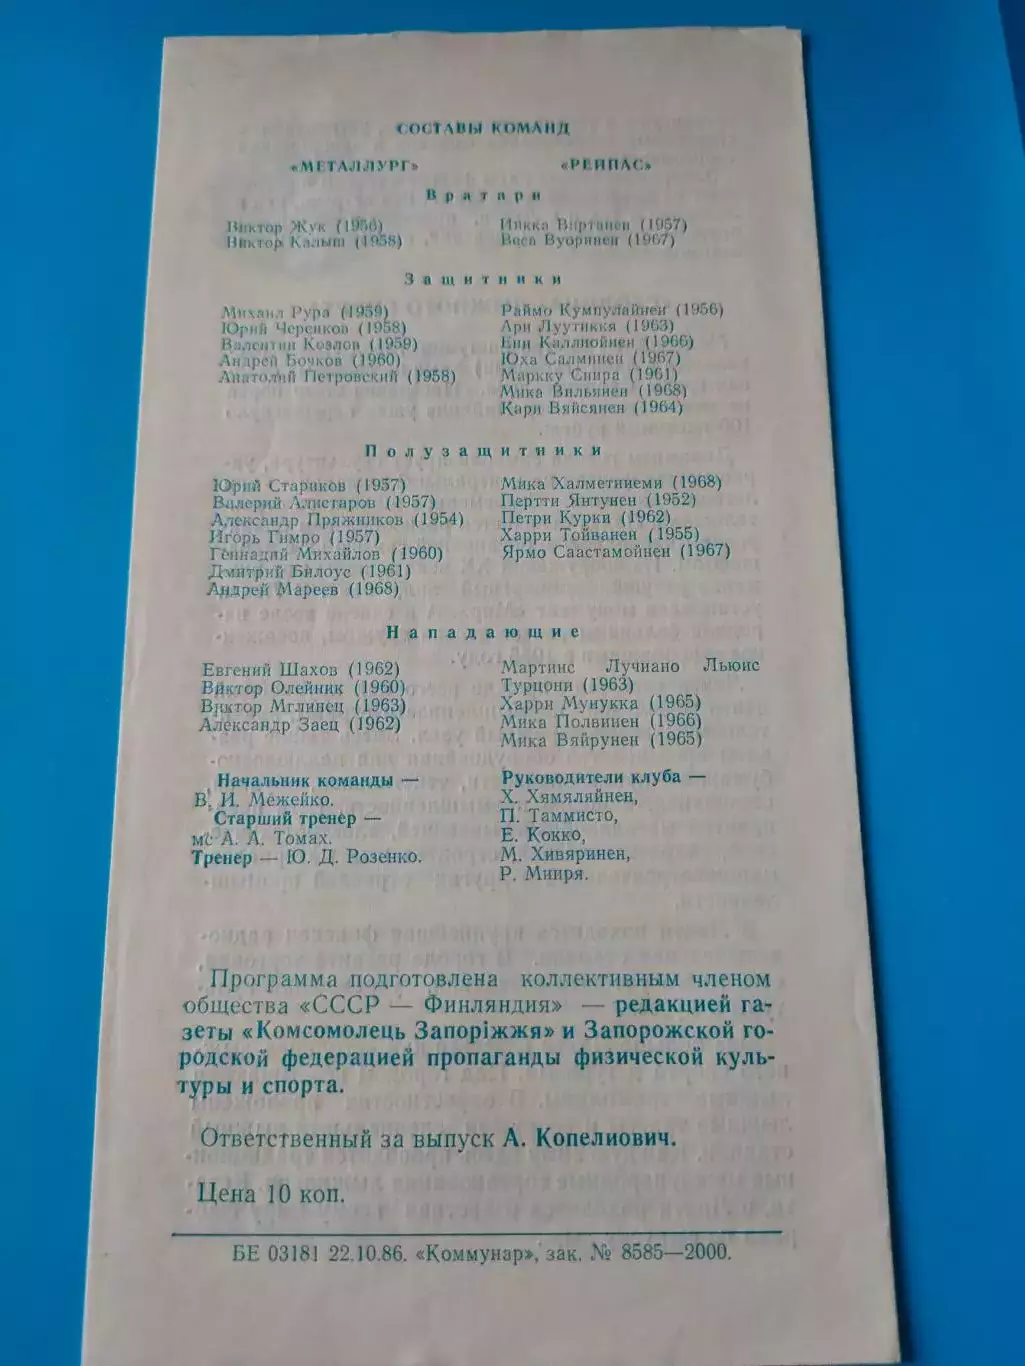 СОСТАВЫ КОМАНД
«МЕТАЛЛУРГ» «РЕЙПАС»
Вратари
Виктор Жук (1956)
Виктор Калыш (1958)
Иикка Виртанен (1957)
Веса Вуоринен (1967)
Защитники
Михаил Рура (1959)
Юрий Черенков (1958)
Валентин Козлов (1959)
Андрей Бочков (1960)
Анатолий Петровский (1958)
Раймо Кумпулайнен (1956)
Ари Луутиккя (1963)
Ени Каллиойнен (1966)
Юха Салминен (1967)
Маркку Спира (1961)
Мика Вильянен (1968)
Кари Вяйсянен (1964)
Полузащитники
Юрий Стариков (1957)
Валерий Алистаров (1957)
Александр Пряжников (1954)
Игорь Гимро (1957)
Геннадий Михайлов (1960)
Дмитрий Билоус (1961)
Андрей Мареев (1968)
Мика Халметниеми (1968)
Пертти Янтунен (1952)
Петри Курки (1962)
Харри Тойванен (1955)
Ярмо Саастамойнен (1967)
Нападающие
Евгений Шахов (1962)
Виктор Олейник (1960)
Виктор Мглинец (1963)
Александр Заец (1962)
Мартинс Лучиано Льюис
Турцони (1963)
Харри Мунукка (1965)
Мика Полвинен (1966)
Мика Вяйрунен (1965)
Начальник команды —
В. И. Межейко.
Старший тренер —
мс А. А. Томах.
Тренер — Ю. Д. Розенко.
Руководители клуба —
Х. Хямяляйнен,
П. Таммисто,
Е. Кокко,
М. Хивяринен,
Р. Мииря.
Программа подготовлена коллективным членом
общества «СССР — Финляндия» — редакцией га-
зеты «Комсомолець Запоріжжя» и Запорожской го-
родской федерацией пропаганды физической куль-
туры и спорта.
Ответственный за выпуск А. Копелиович.
Цена 10 коп.
БЕ 03181 22.10.86. «Коммунар», зак. № 8585—2000.